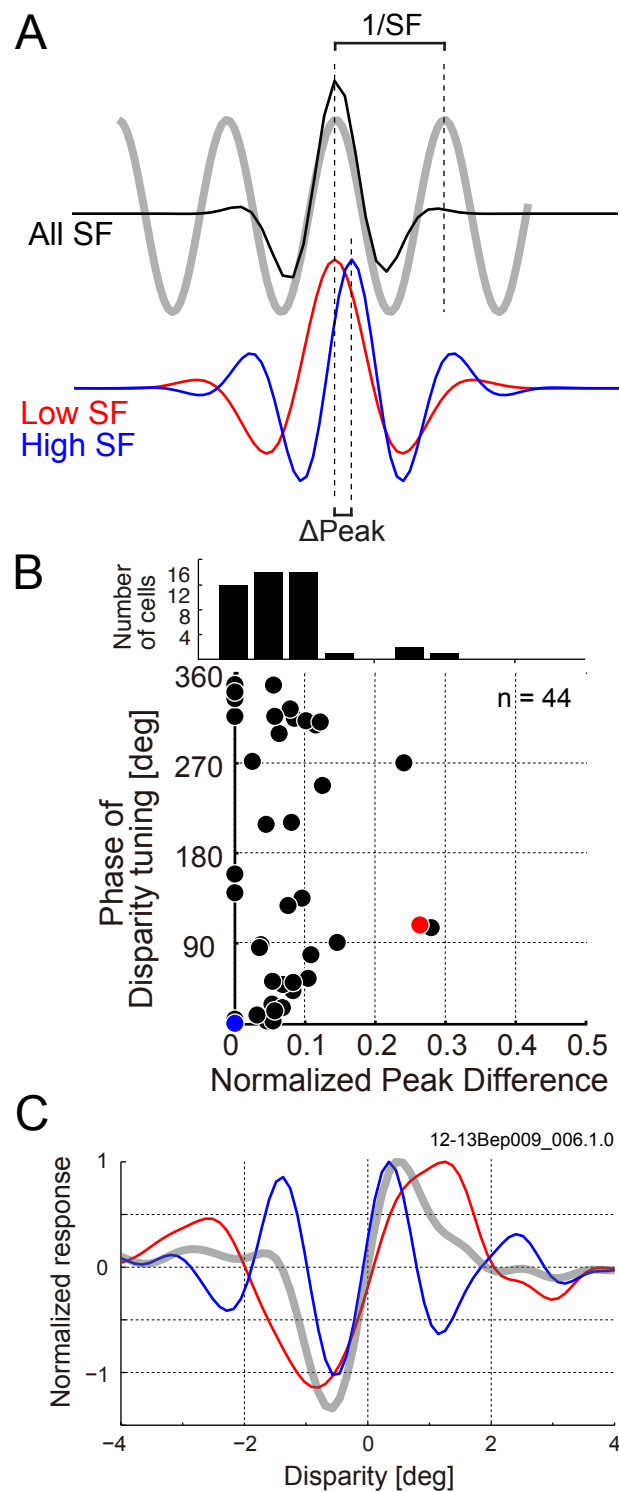 A
1/SF
All SF
Low SF
High SF
ΔPeak
B
Number
of cells
16
12
8
4
n = 44
Phase of
Disparity tuning [deg]
360
270
180
90
0 0.1 0.2 0.3 0.4 0.5
Normalized Peak Difference
C
12-13Bep009_006.1.0
Normalized response
1
0
−1
−4 −2 0 2 4
Disparity [deg]